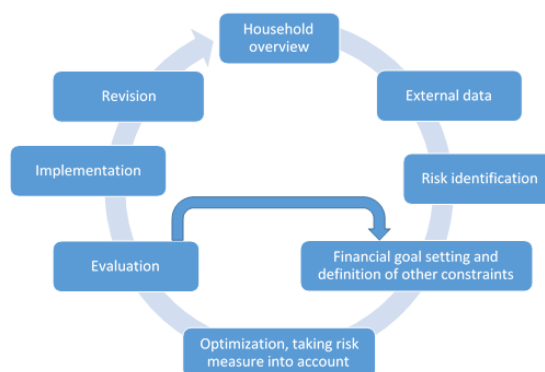 Household
overview
External data
Risk identification
Financial goal setting and
definition of other constraints
Optimization, taking risk
measure into account
Evaluation
Implementation
Revision